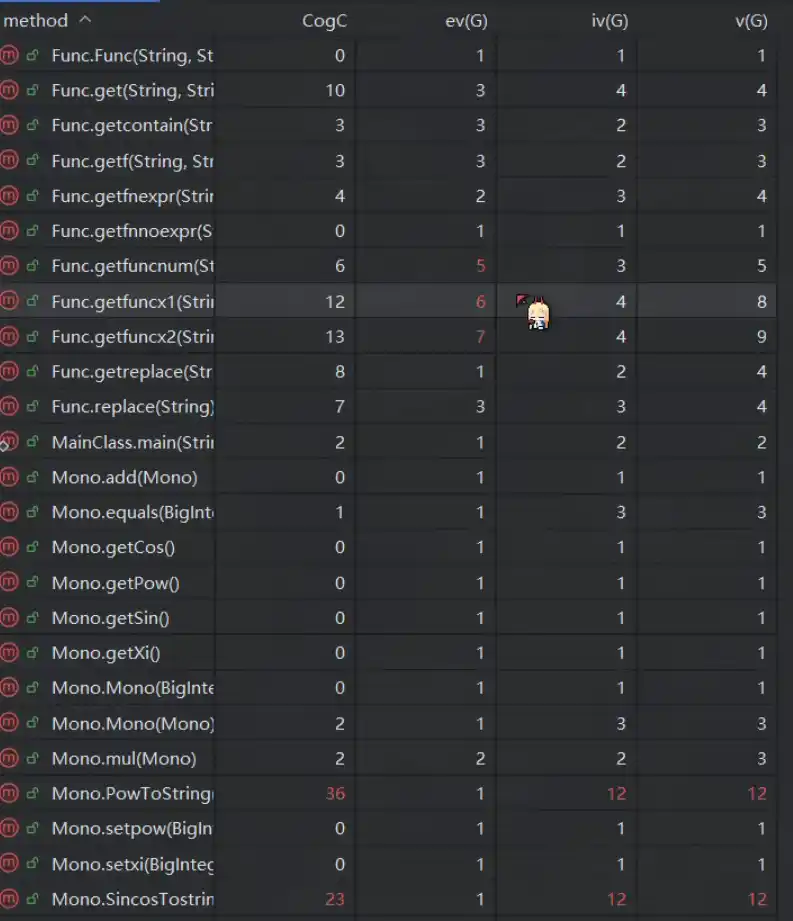 method CogC ev(G) iv(G) v(G)
Func.Func(String, St 0 1 1 1
Func.get(String, Stri 10 3 4 4
Func.getcontain(Str 3 3 2 3
Func.getf(String, Str 3 3 2 3
Func.getfnexpr(Strin 4 2 3 4
Func.getfnnoexpr(S 0 1 1 1
Func.getfuncnum(St 6 5 3 5
Func.getfuncx1(Strin 12 6 4 8
Func.getfuncx2(Strin 13 7 4 9
Func.getreplace(Str 8 1 2 4
Func.replace(String) 7 3 3 4
MainClass.main(Strin 2 1 2 2
Mono.add(Mono) 0 1 1 1
Mono.equals(BigInte 1 1 3 3
Mono.getCos() 0 1 1 1
Mono.getPow() 0 1 1 1
Mono.getSin() 0 1 1 1
Mono.getXi() 0 1 1 1
Mono.Mono(BigInte 0 1 1 1
Mono.Mono(Mono) 2 1 3 3
Mono.mul(Mono) 2 2 2 3
Mono.PowToString( 36 1 12 12
Mono.setpow(BigIn 0 1 1 1
Mono.setxi(BigInteg 0 1 1 1
Mono.SincosTostrin 23 1 12 12